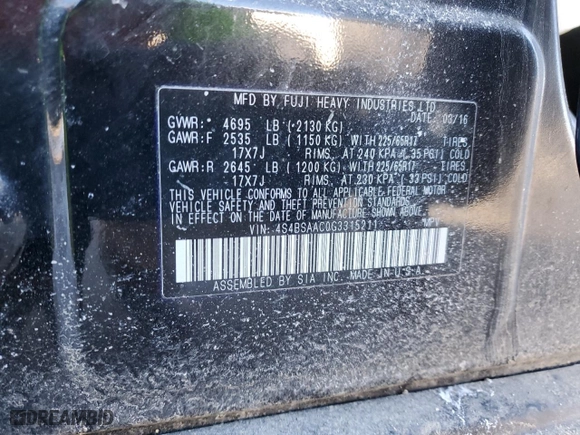 MFD BY FUJI HEAVY INDUSTRIES LTD.
DATE: 03/16
GVWR: 4695 LB ( 2130 KG)
GAWR:F 2535 LB ( 1150 KG) WITH 225/65R17 TIRES
17X7J RIMS, AT 240 KPA ( 35 PSI) COLD
GAWR:R 2645 LB ( 1200 KG) WITH 225/65R17 TIRES
17X7J RIMS, AT 230 KPA ( 33 PSI) COLD
THIS VEHICLE CONFORMS TO ALL APPLICABLE FEDERAL MOTOR
VEHICLE SAFETY AND THEFT PREVENTION STANDARDS
IN EFFECT ON THE DATE OF MANUFACTURE SHOWN ABOVE.
VIN: 4S4BSAAC0G3315211 MPV
ASSEMBLED BY SIA INC. MADE IN U.S.A.
DREAMBID